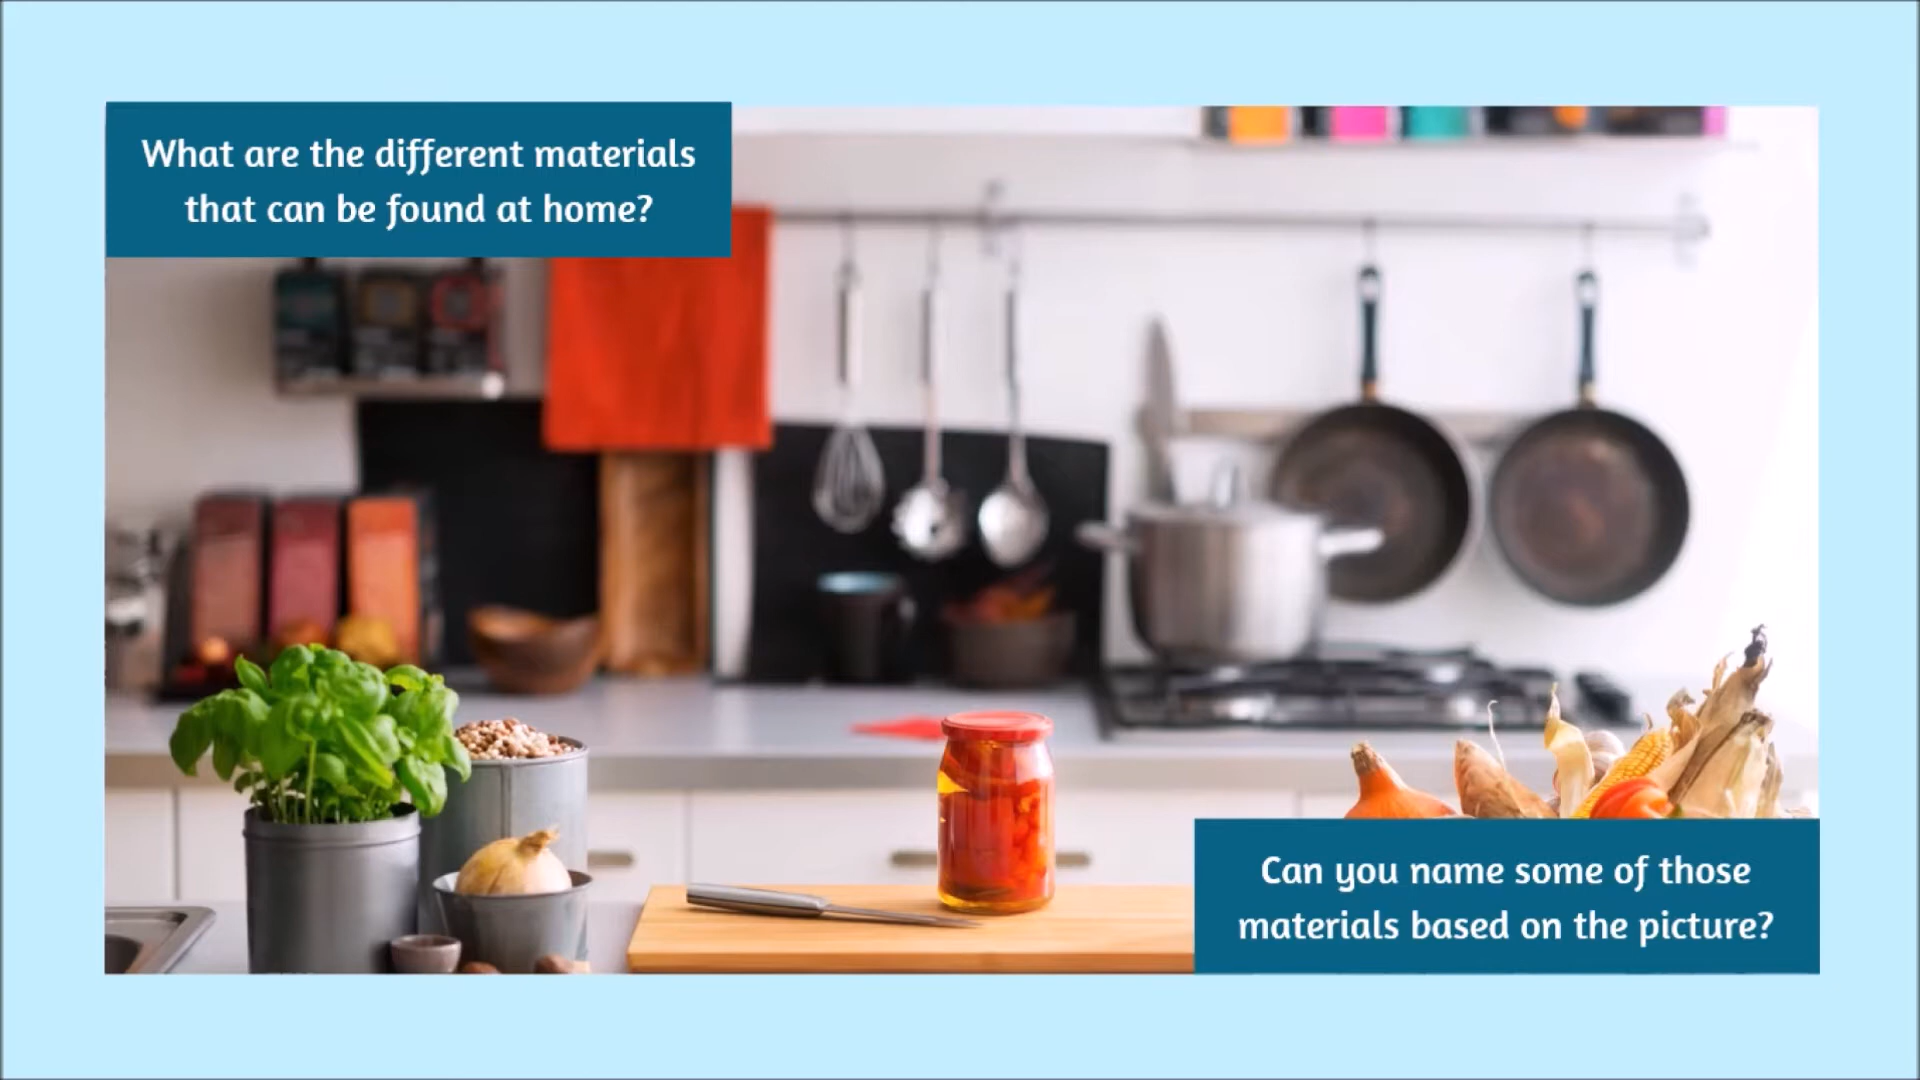 What are the different materials
that can be found at home?
Can you name some of those
materials based on the picture?